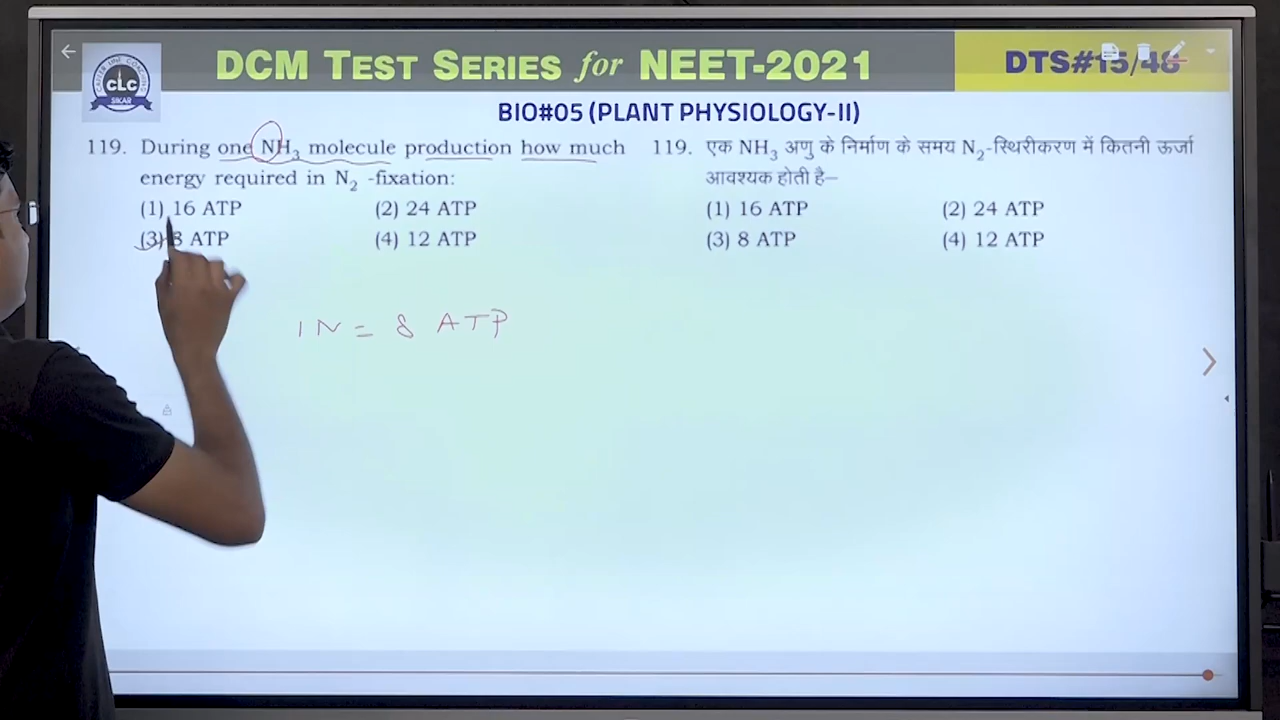 DCM TEST SERIES for NEET-2021
DTS#15/48
CLC
SIKAR
BIO#05 (PLANT PHYSIOLOGY-II)
119. During one NH3 molecule production how much
energy required in N2 -fixation:
(1) 16 ATP (2) 24 ATP
(3) 8 ATP (4) 12 ATP
119. एक NH3 अणु के निर्माण के समय N2-स्थिरीकरण में कितनी ऊर्जा
आवश्यक होती है–
(1) 16 ATP (2) 24 ATP
(3) 8 ATP (4) 12 ATP
1 N = 8 ATP